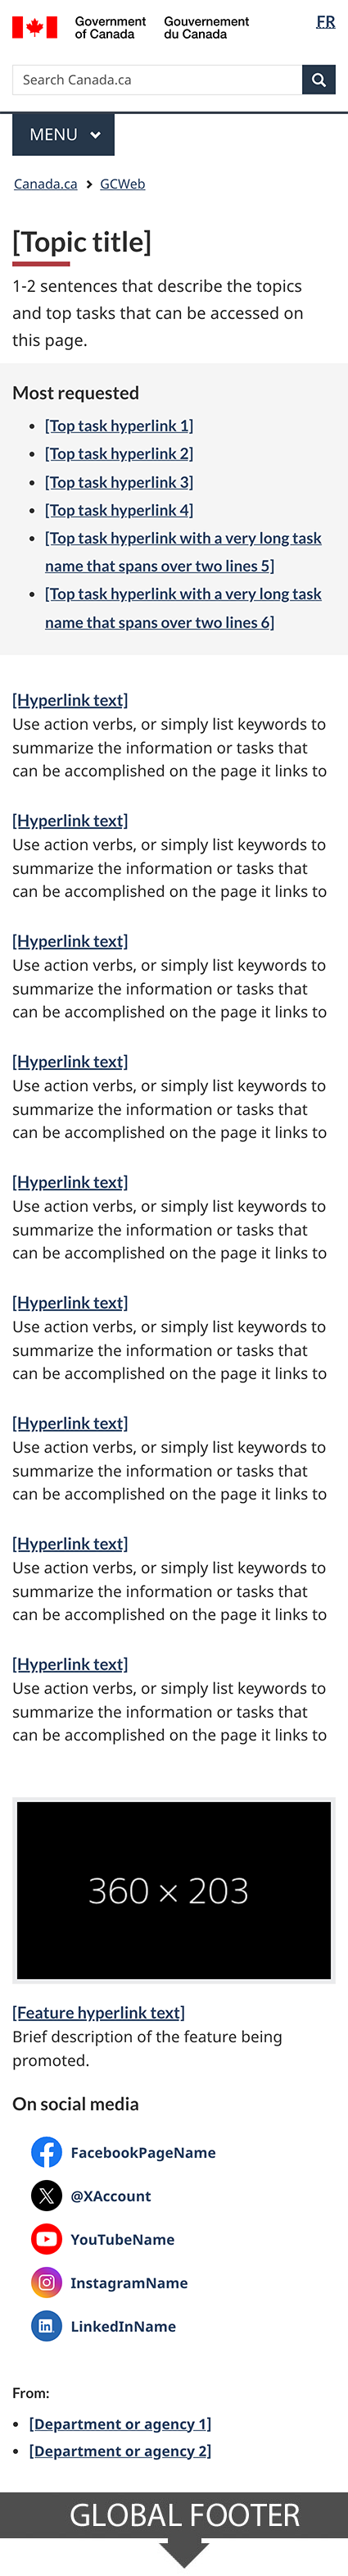 Government
of Canada
Gouvernement
du Canada
FR
Search Canada.ca
MENU
Canada.ca > GCWeb
[Topic title]
1-2 sentences that describe the topics
and top tasks that can be accessed on
this page.
Most requested
• [Top task hyperlink 1]
• [Top task hyperlink 2]
• [Top task hyperlink 3]
• [Top task hyperlink 4]
• [Top task hyperlink with a very long task
name that spans over two lines 5]
• [Top task hyperlink with a very long task
name that spans over two lines 6]
[Hyperlink text]
Use action verbs, or simply list keywords to
summarize the information or tasks that
can be accomplished on the page it links to
[Hyperlink text]
Use action verbs, or simply list keywords to
summarize the information or tasks that
can be accomplished on the page it links to
[Hyperlink text]
Use action verbs, or simply list keywords to
summarize the information or tasks that
can be accomplished on the page it links to
[Hyperlink text]
Use action verbs, or simply list keywords to
summarize the information or tasks that
can be accomplished on the page it links to
[Hyperlink text]
Use action verbs, or simply list keywords to
summarize the information or tasks that
can be accomplished on the page it links to
[Hyperlink text]
Use action verbs, or simply list keywords to
summarize the information or tasks that
can be accomplished on the page it links to
[Hyperlink text]
Use action verbs, or simply list keywords to
summarize the information or tasks that
can be accomplished on the page it links to
[Hyperlink text]
Use action verbs, or simply list keywords to
summarize the information or tasks that
can be accomplished on the page it links to
[Hyperlink text]
Use action verbs, or simply list keywords to
summarize the information or tasks that
can be accomplished on the page it links to
360 × 203
[Feature hyperlink text]
Brief description of the feature being
promoted.
On social media
FacebookPageName
@XAccount
YouTubeName
InstagramName
LinkedInName
From:
• [Department or agency 1]
• [Department or agency 2]
GLOBAL FOOTER